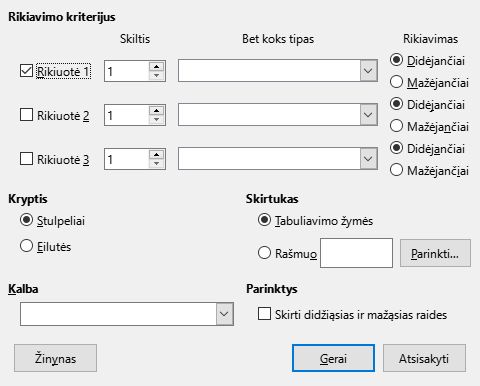 Rikiavimo kriterijus
Skiltis Bet koks tipas Rikiavimas
Rikiuotė 1 1 Didėjančiai
Mažėjančiai
Rikiuotė 2 1 Didėjančiai
Mažėjančiai
Rikiuotė 3 1 Didėjančiai
Mažėjančiai
Kryptis Skirtukas
Stulpeliai Tabuliavimo žymės
Eilutės Rašmuo Parinkti...
Kalba Parinktys
Skirti didžiąsias ir mažąsias raides
Žinynas Gerai Atsisakyti